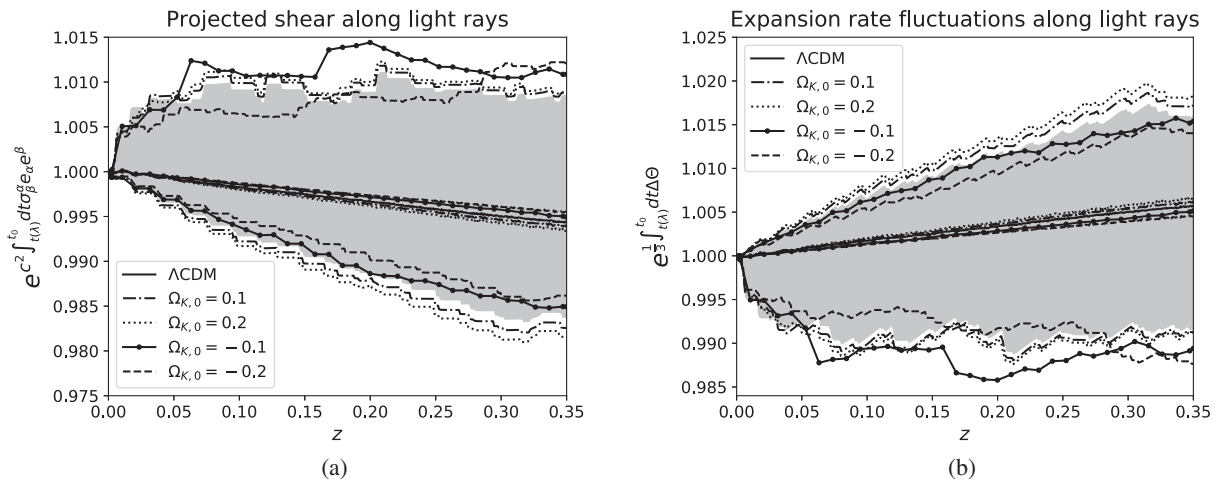 Projected shear along light rays
1.015
1.010
1.005
1.000
0.995
0.990
0.985
0.980
0.975
e^{c^2 \int_{t(λ)}^{t_0} dtσ^α_β e_α e^β}
ΛCDM
Ω_{K,0} = 0.1
Ω_{K,0} = 0.2
Ω_{K,0} = −0.1
Ω_{K,0} = −0.2
0.00 0.05 0.10 0.15 0.20 0.25 0.30 0.35
z
(a)
Expansion rate fluctuations along light rays
1.025
1.020
1.015
1.010
1.005
1.000
0.995
0.990
0.985
e^{\frac{1}{3} \int_{t(λ)}^{t_0} dtΔΘ}
ΛCDM
Ω_{K,0} = 0.1
Ω_{K,0} = 0.2
Ω_{K,0} = −0.1
Ω_{K,0} = −0.2
0.00 0.05 0.10 0.15 0.20 0.25 0.30 0.35
z
(b)